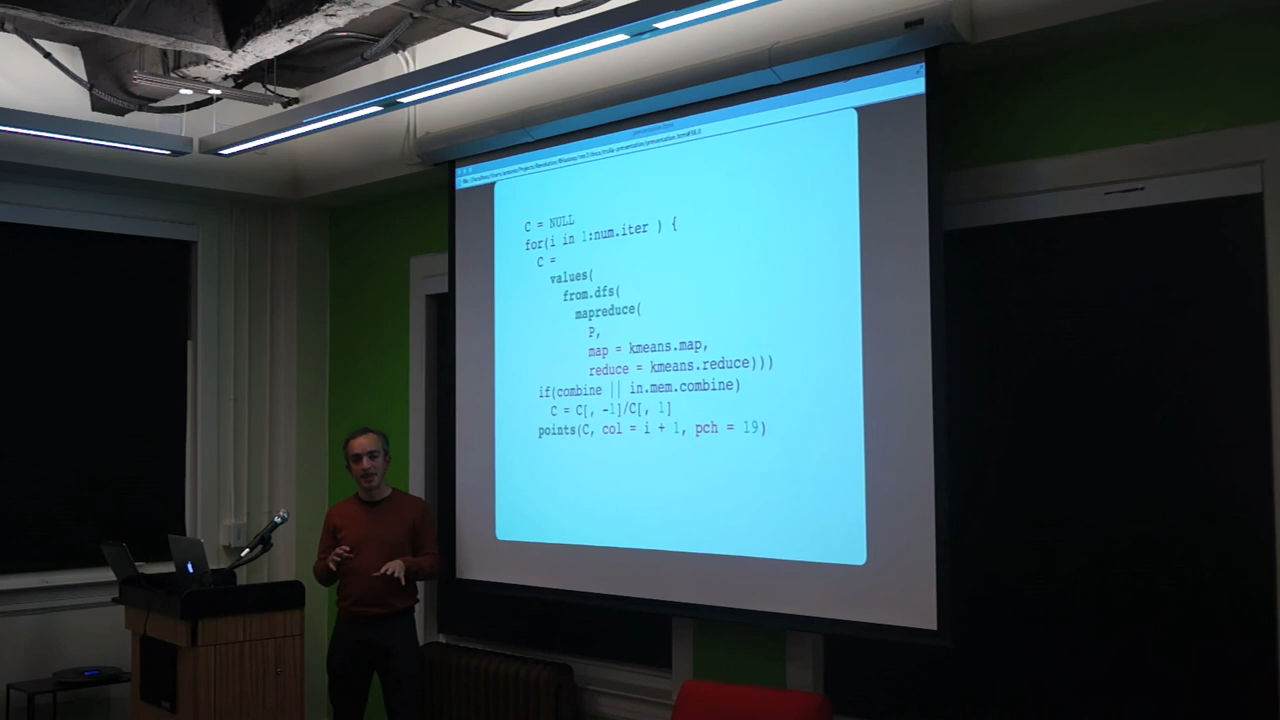 C = NULL
for(i in 1:num.iter ) {
C =
values(
from.dfs(
mapreduce(
P,
map = kmeans.map,
reduce = kmeans.reduce)))
if(combine || in.mem.combine)
C = C[, -1]/C[, 1]
points(C, col = i + 1, pch = 19)